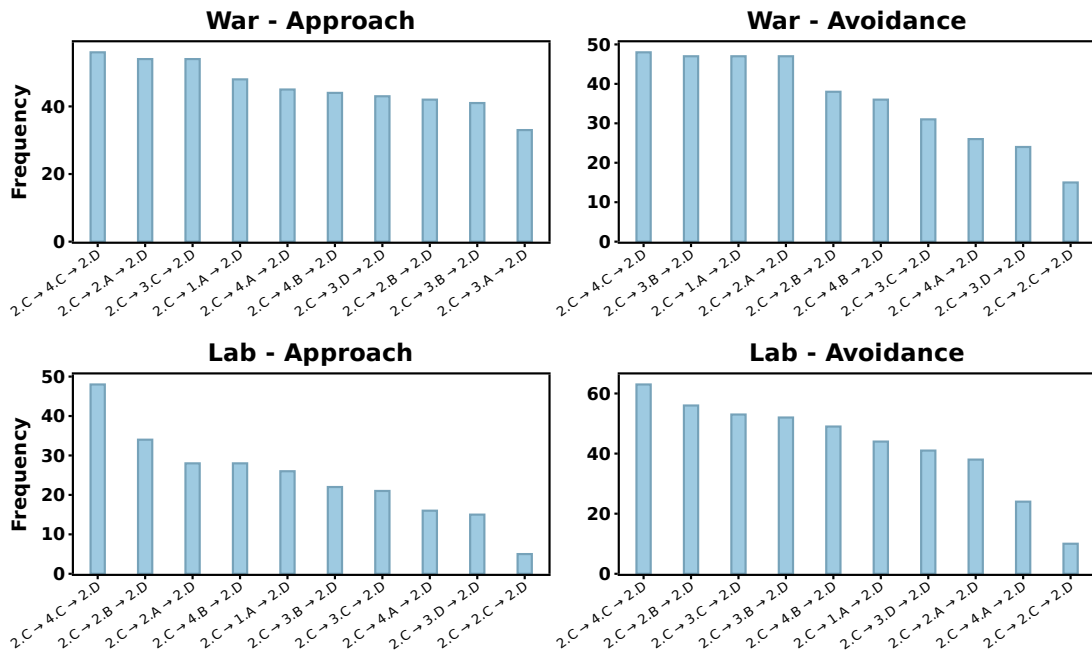 War - Approach
Frequency
40
20
0
2.C → 4.C → 2.D
2.C → 2.A → 2.D
2.C → 3.C → 2.D
2.C → 1.A → 2.D
2.C → 4.A → 2.D
2.C → 4.B → 2.D
2.C → 3.D → 2.D
2.C → 2.B → 2.D
2.C → 3.B → 2.D
2.C → 3.A → 2.D
War - Avoidance
50
40
30
20
10
0
2.C → 4.C → 2.D
2.C → 3.B → 2.D
2.C → 1.A → 2.D
2.C → 2.A → 2.D
2.C → 2.B → 2.D
2.C → 4.B → 2.D
2.C → 3.C → 2.D
2.C → 4.A → 2.D
2.C → 3.D → 2.D
2.C → 2.C → 2.D
Lab - Approach
Frequency
50
40
30
20
10
0
2.C → 4.C → 2.D
2.C → 2.B → 2.D
2.C → 2.A → 2.D
2.C → 4.B → 2.D
2.C → 1.A → 2.D
2.C → 3.B → 2.D
2.C → 3.C → 2.D
2.C → 4.A → 2.D
2.C → 3.D → 2.D
2.C → 2.C → 2.D
Lab - Avoidance
60
40
20
0
2.C → 4.C → 2.D
2.C → 2.B → 2.D
2.C → 3.C → 2.D
2.C → 3.B → 2.D
2.C → 4.B → 2.D
2.C → 1.A → 2.D
2.C → 3.D → 2.D
2.C → 2.A → 2.D
2.C → 4.A → 2.D
2.C → 2.C → 2.D